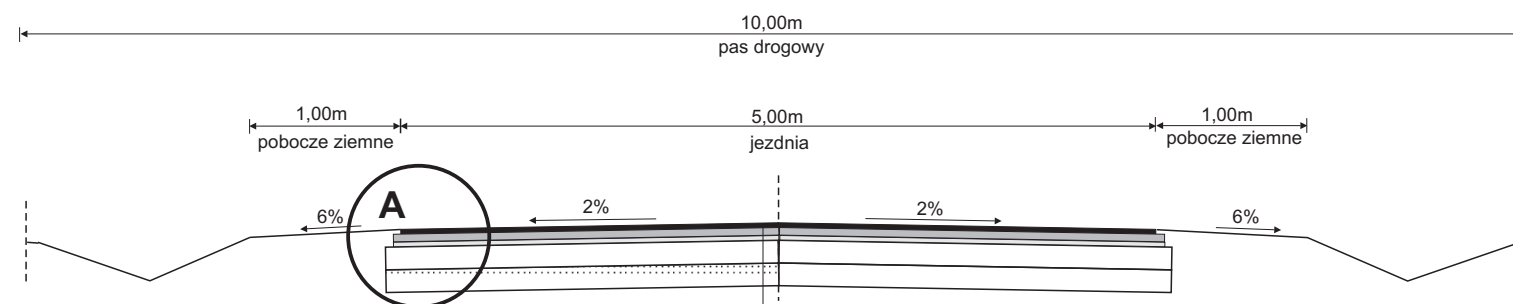 10,00m
pas drogowy
1,00m
5,00m
1,00m
pobocze ziemne
jezdnia
pobocze ziemne
A
6%
2%
2%
6%